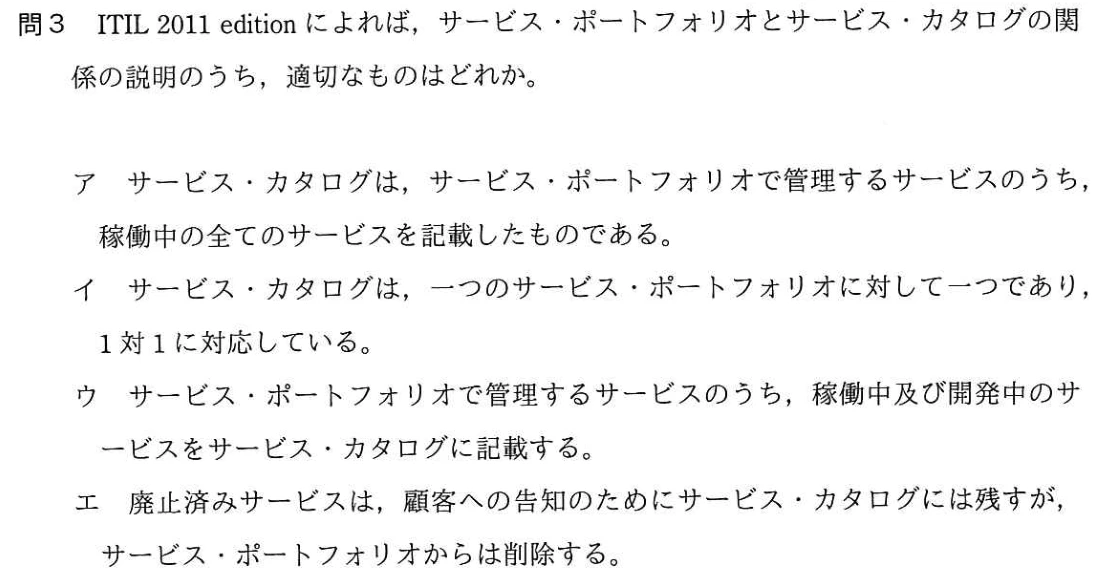 問3 ITIL 2011 edition によれば，サービス・ポートフォリオとサービス・カタログの関
係の説明のうち，適切なものはどれか。
ア サービス・カタログは，サービス・ポートフォリオで管理するサービスのうち，
稼働中の全てのサービスを記載したものである。
イ サービス・カタログは，一つのサービス・ポートフォリオに対して一つであり，
1対1に対応している。
ウ サービス・ポートフォリオで管理するサービスのうち，稼働中及び開発中のサ
ービスをサービス・カタログに記載する。
エ 廃止済みサービスは，顧客への告知のためにサービス・カタログには残すが，
サービス・ポートフォリオからは削除する。